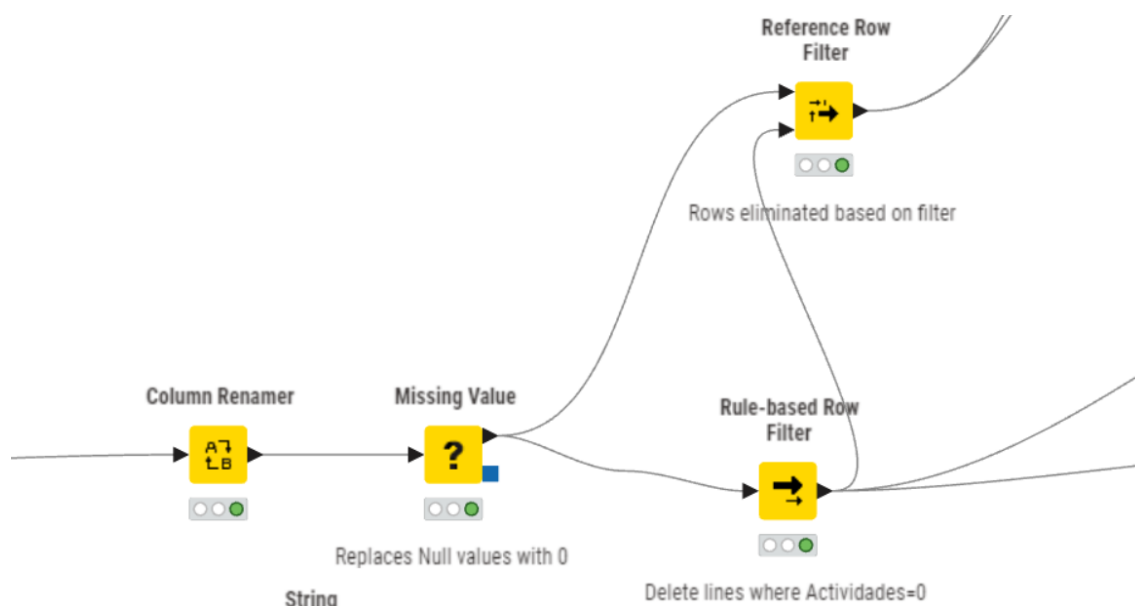 Reference Row
Filter
Rows eliminated based on filter
Column Renamer
Missing Value
Rule-based Row
Filter
A
B
?
Replaces Null values with 0
Delete lines where Actividades=0
String